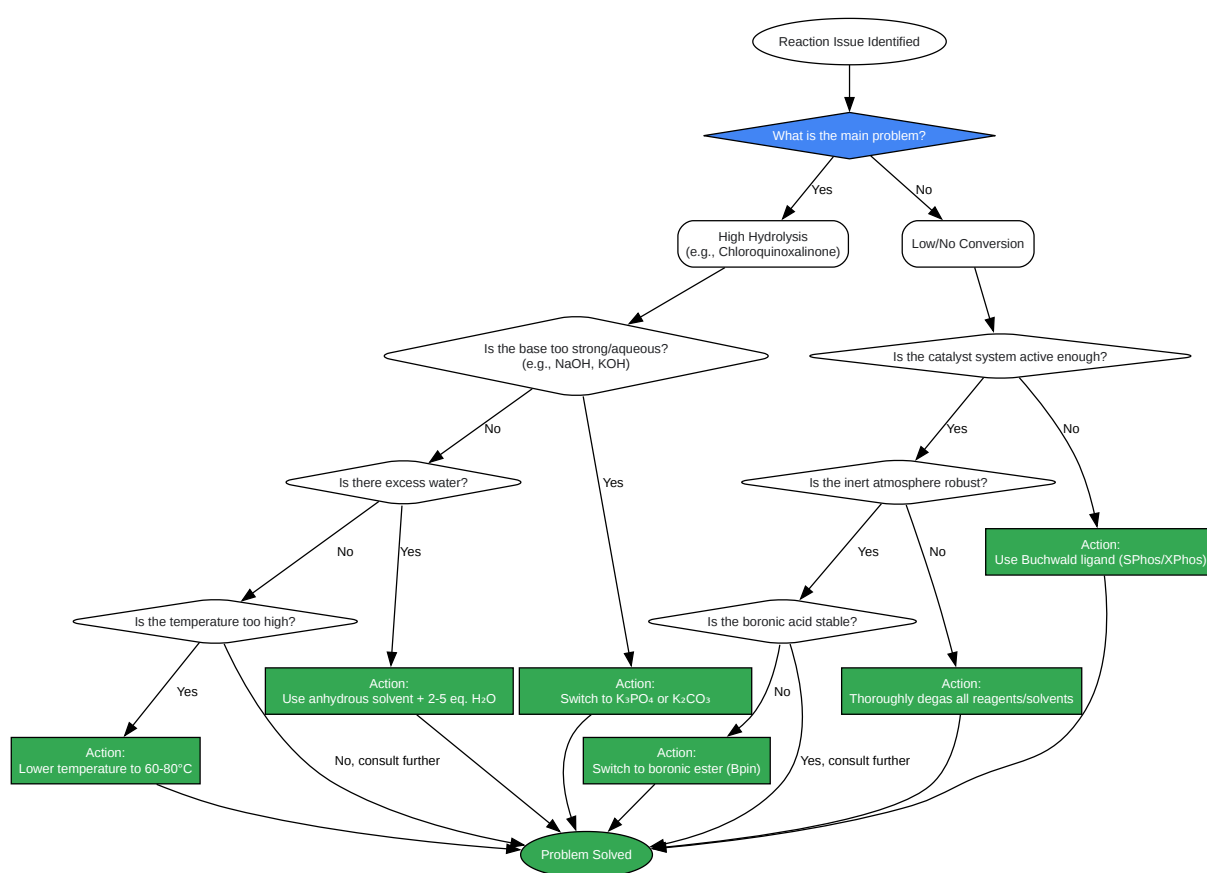 Reaction Issue Identified
What is the main problem?
Yes
No
High Hydrolysis
(e.g., Chloroquinoxalinone)
Low/No Conversion
Is the base too strong/aqueous?
(e.g., NaOH, KOH)
Is the catalyst system active enough?
No
Yes
Yes
No
Is there excess water?
Is the inert atmosphere robust?
No
Yes
Yes
No
Action:
Use Buchwald ligand (SPhos/XPhos)
Is the temperature too high?
Is the boronic acid stable?
Yes
No
Action:
Use anhydrous solvent + 2-5 eq. H₂O
Action:
Switch to K₃PO₄ or K₂CO₃
Action:
Thoroughly degas all reagents/solvents
Action:
Lower temperature to 60-80°C
No, consult further
Action:
Switch to boronic ester (Bpin)
Yes, consult further
Problem Solved